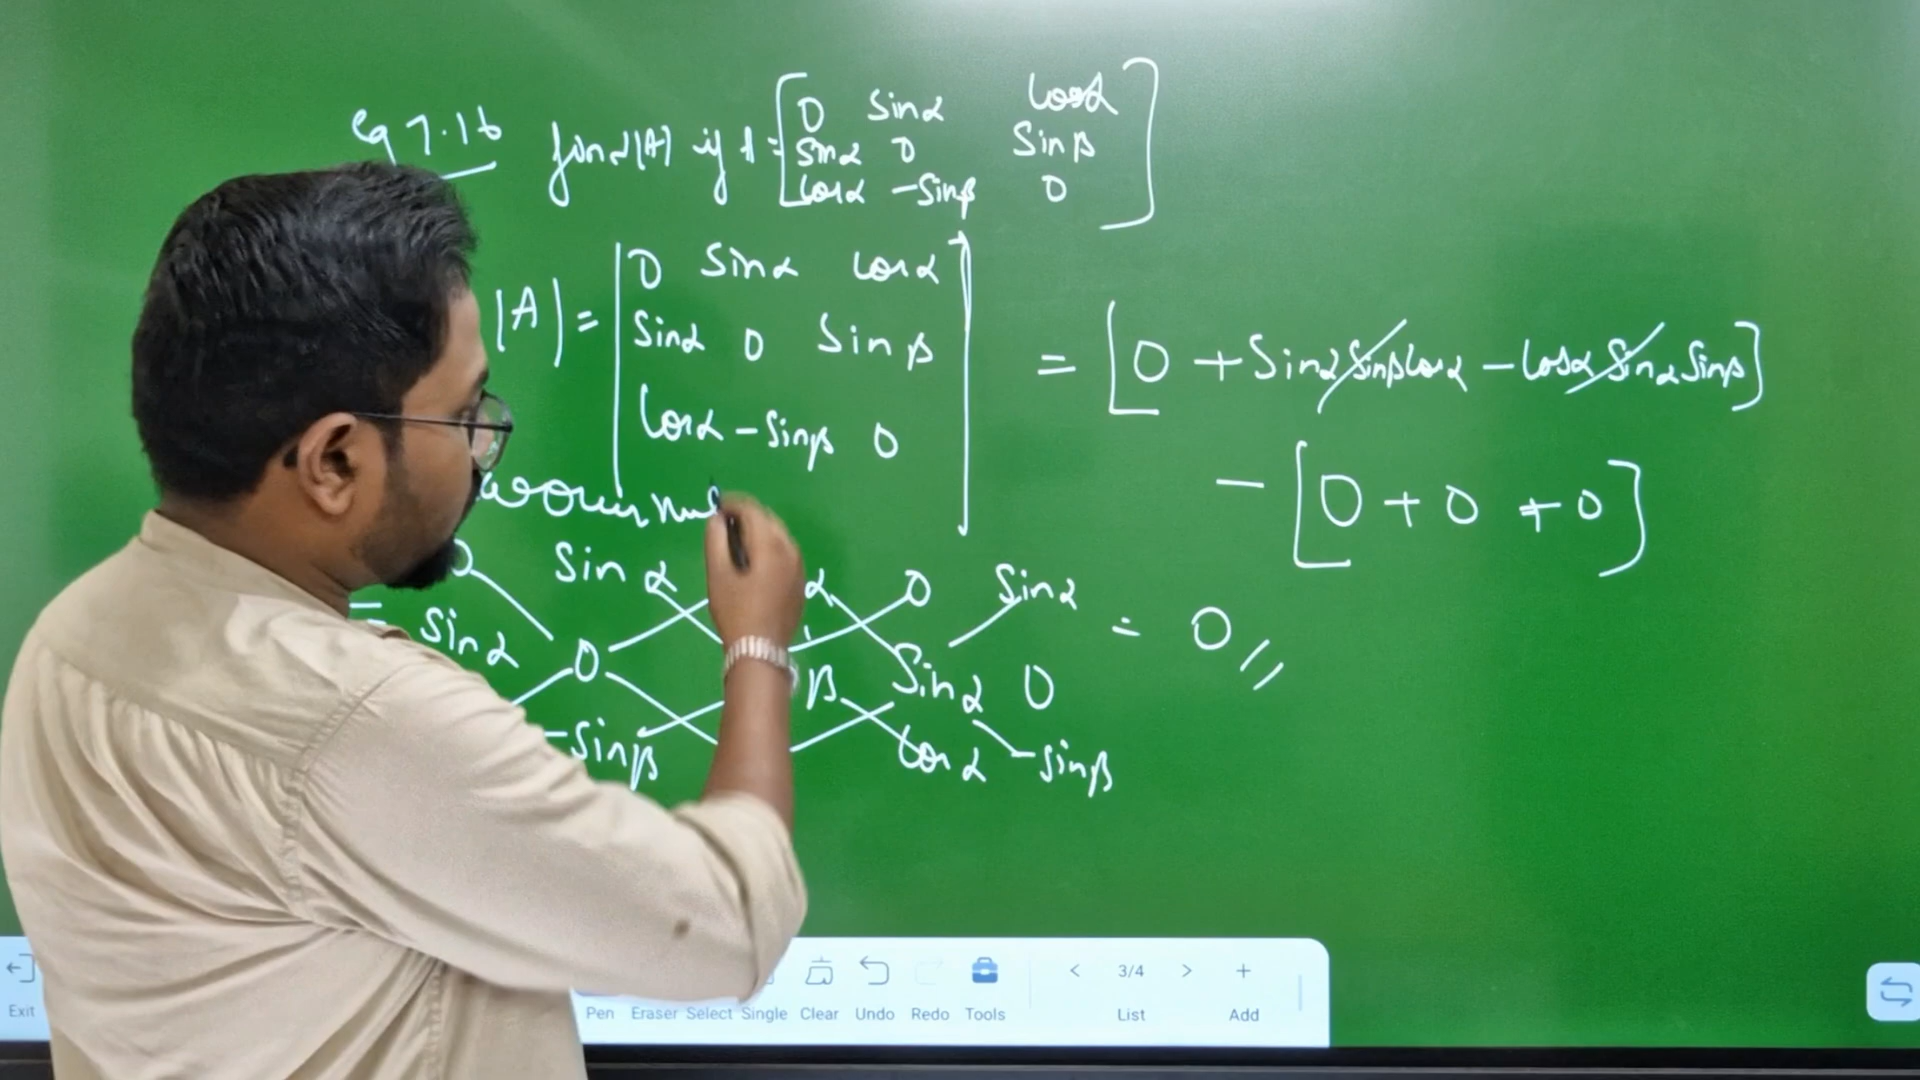 eg 7.16 find |A| if A = [ 0 sinα cosα
sinα 0 sinβ
cosα -sinβ 0 ]
|A| = | 0 sinα cosα |
sinα 0 sinβ
cosα -sinβ 0
= [0 + sinα sinβ cosα - cosα sinα sinβ]
- [0 + 0 + 0]
0 sinα α 0 sinα
= sinα 0 β sinα 0
-sinβ cosα -sinβ
= 0 //
Exit Pen Eraser Select Single Clear Undo Redo Tools < 3/4 > List + Add